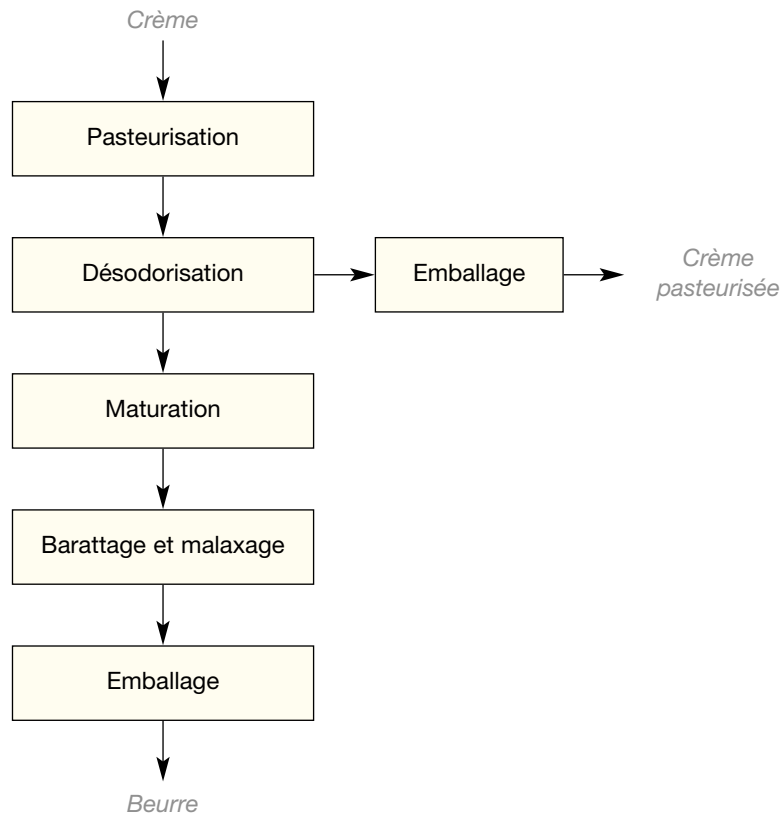 Crème
Pasteurisation
Désodorisation
Emballage
Crème
pasteurisée
Maturation
Barattage et malaxage
Emballage
Beurre